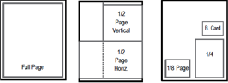 Full Page
1/2
Page
Vertical
1/2
Page
Horiz.
B. Card
1/4
1/8 Page